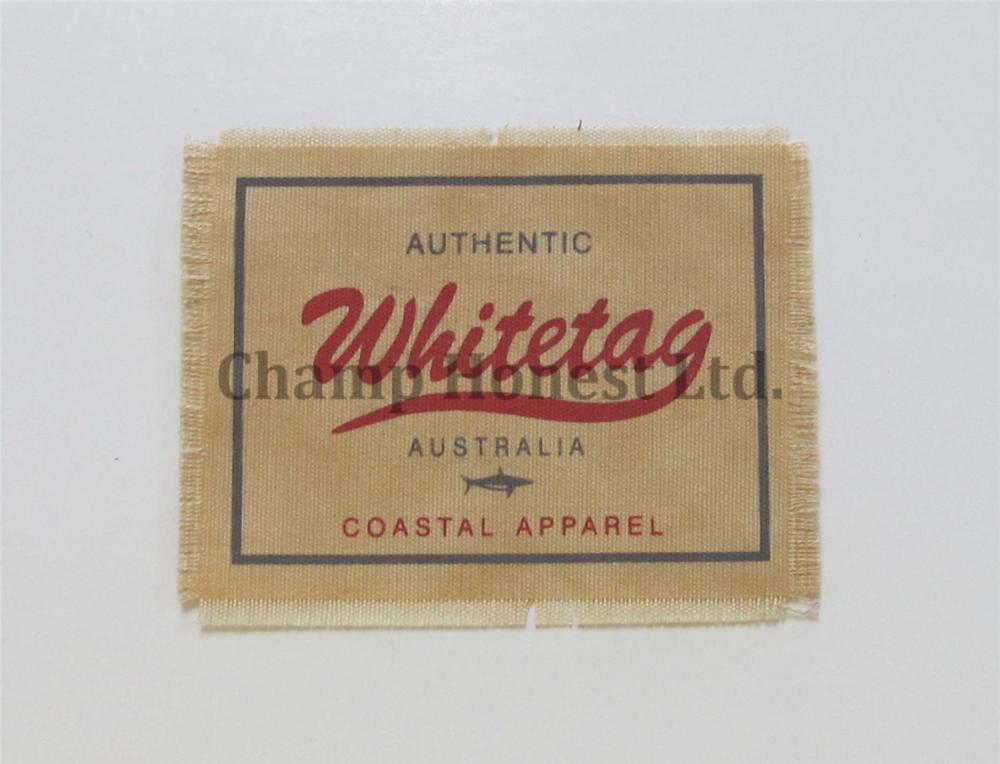 AUTHENTIC
Whitetag
Champ Honest Ltd.
AUSTRALIA
COASTAL APPAREL